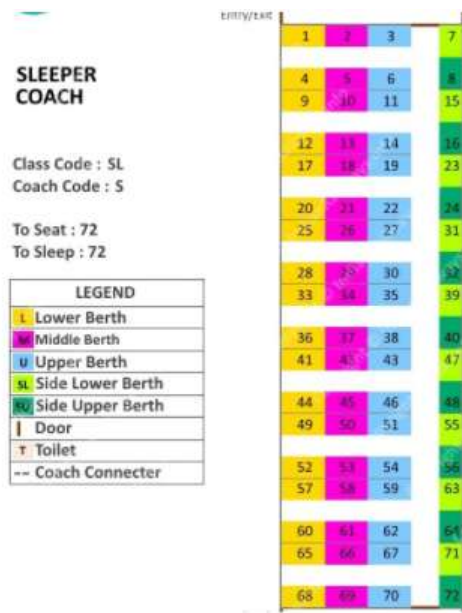 Entry/Exit
1 2 3 7
SLEEPER
COACH
4 5 6 8
9 10 11 15
12 13 14 16
Class Code : SL
17 18 19 23
Coach Code : S
20 21 22 24
To Seat : 72
25 26 27 31
To Sleep : 72
28 29 30 32
LEGEND
33 34 35 39
L Lower Berth
M Middle Berth
36 37 38 40
U Upper Berth
41 42 43 47
SL Side Lower Berth
SU Side Upper Berth
44 45 46 48
Door
49 50 51 55
T Toilet
-- Coach Connecter
52 53 54 56
57 58 59 63
60 61 62 64
65 66 67 71
68 69 70 72